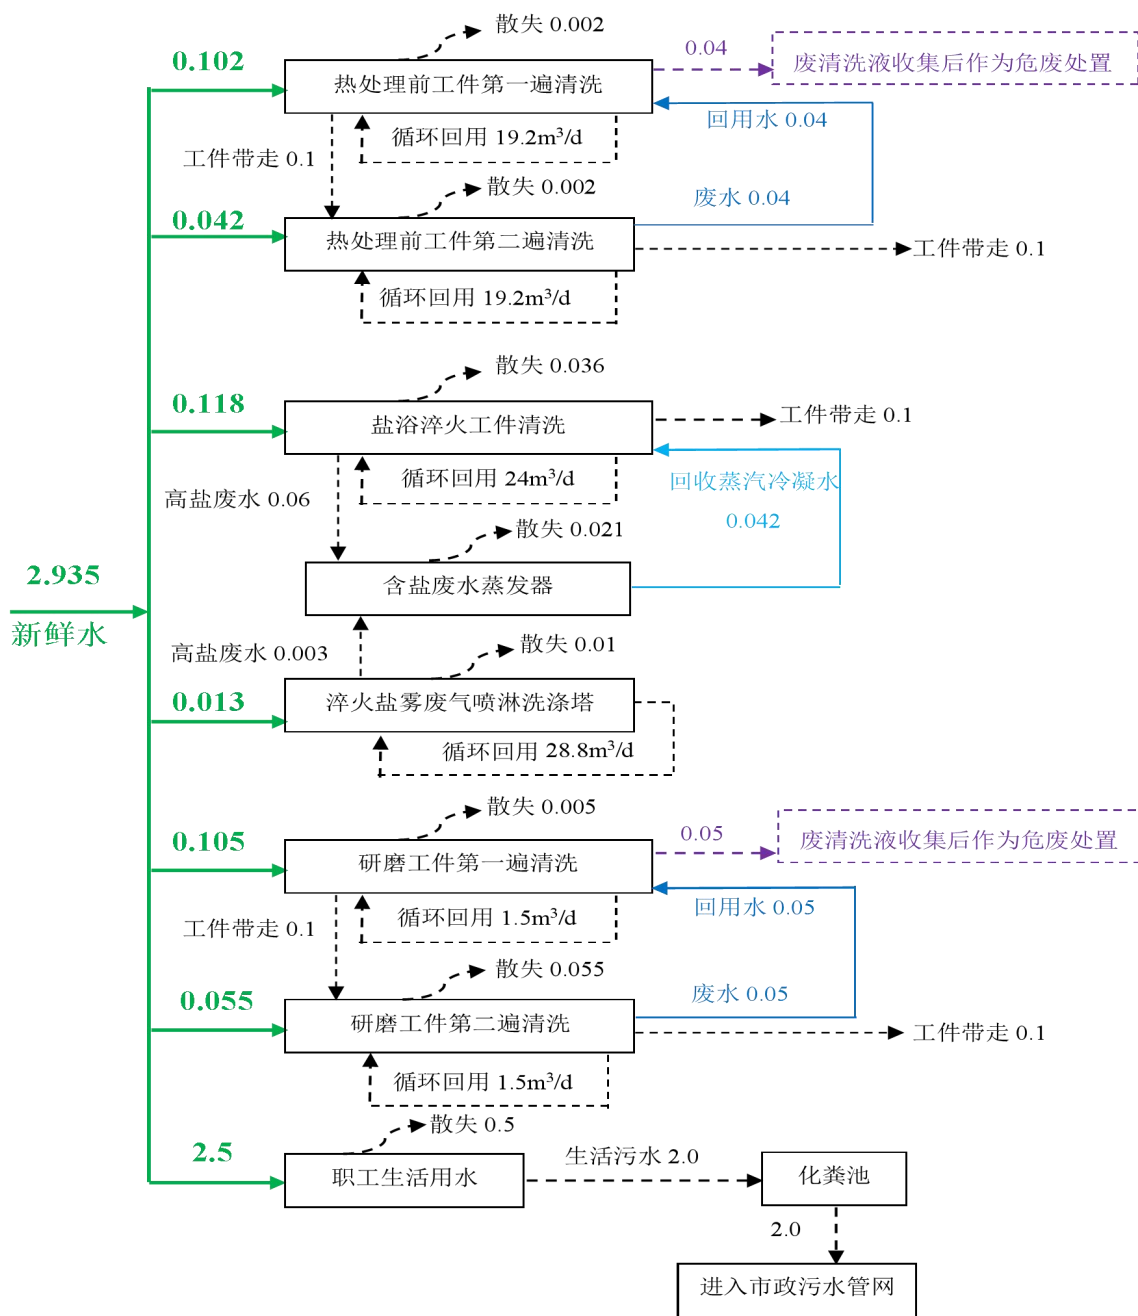 散失 0.002
0.102
0.04
废清洗液收集后作为危废处置
热处理前工件第一遍清洗
回用水 0.04
循环回用 19.2m³/d
工件带走 0.1
散失 0.002
废水 0.04
0.042
热处理前工件第二遍清洗
工件带走 0.1
循环回用 19.2m³/d
散失 0.036
0.118
盐浴淬火工件清洗
工件带走 0.1
循环回用 24m³/d
回收蒸汽冷凝水
0.042
高盐废水 0.06
散失 0.021
2.935
新鲜水
含盐废水蒸发器
高盐废水 0.003
散失 0.01
0.013
淬火盐雾废气喷淋洗涤塔
循环回用 28.8m³/d
散失 0.005
0.105
0.05
废清洗液收集后作为危废处置
研磨工件第一遍清洗
回用水 0.05
循环回用 1.5m³/d
工件带走 0.1
散失 0.055
废水 0.05
0.055
研磨工件第二遍清洗
工件带走 0.1
循环回用 1.5m³/d
散失 0.5
2.5
职工生活用水
生活污水 2.0
化粪池
2.0
进入市政污水管网